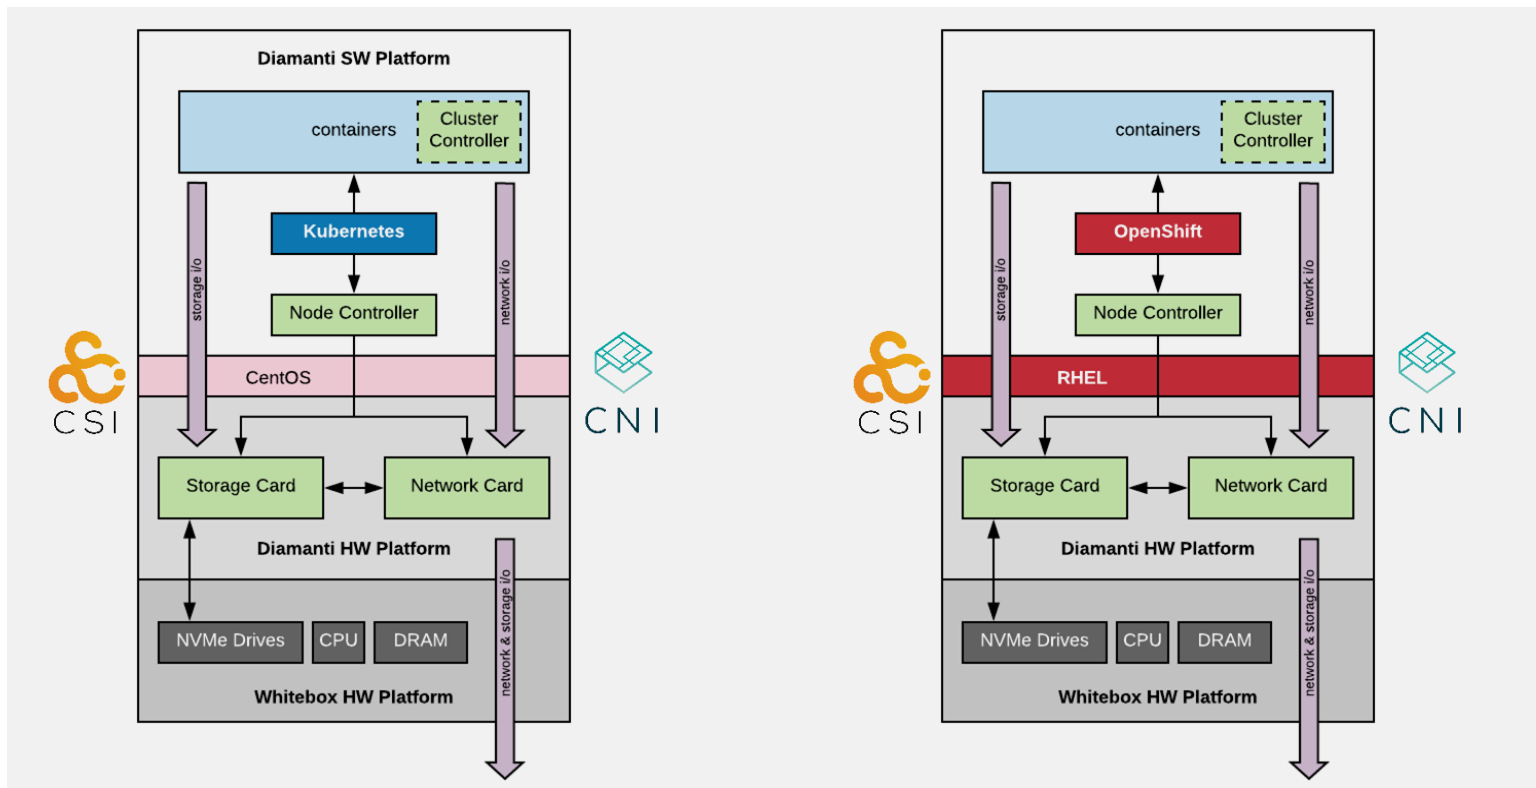 Diamanti SW Platform
containers
Cluster
Controller
Kubernetes
storage i/o
network i/o
Node Controller
CentOS
CSI
CNI
Storage Card
Network Card
Diamanti HW Platform
network & storage i/o
NVMe Drives
CPU
DRAM
Whitebox HW Platform
containers
Cluster
Controller
OpenShift
storage i/o
network i/o
Node Controller
RHEL
CSI
CNI
Storage Card
Network Card
Diamanti HW Platform
network & storage i/o
NVMe Drives
CPU
DRAM
Whitebox HW Platform